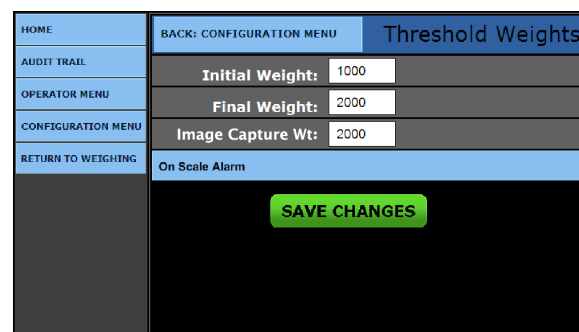 HOME
AUDIT TRAIL
OPERATOR MENU
CONFIGURATION MENU
RETURN TO WEIGHING
BACK: CONFIGURATION MENU
Threshold Weights
Initial Weight: 1000
Final Weight: 2000
Image Capture Wt: 2000
On Scale Alarm
SAVE CHANGES